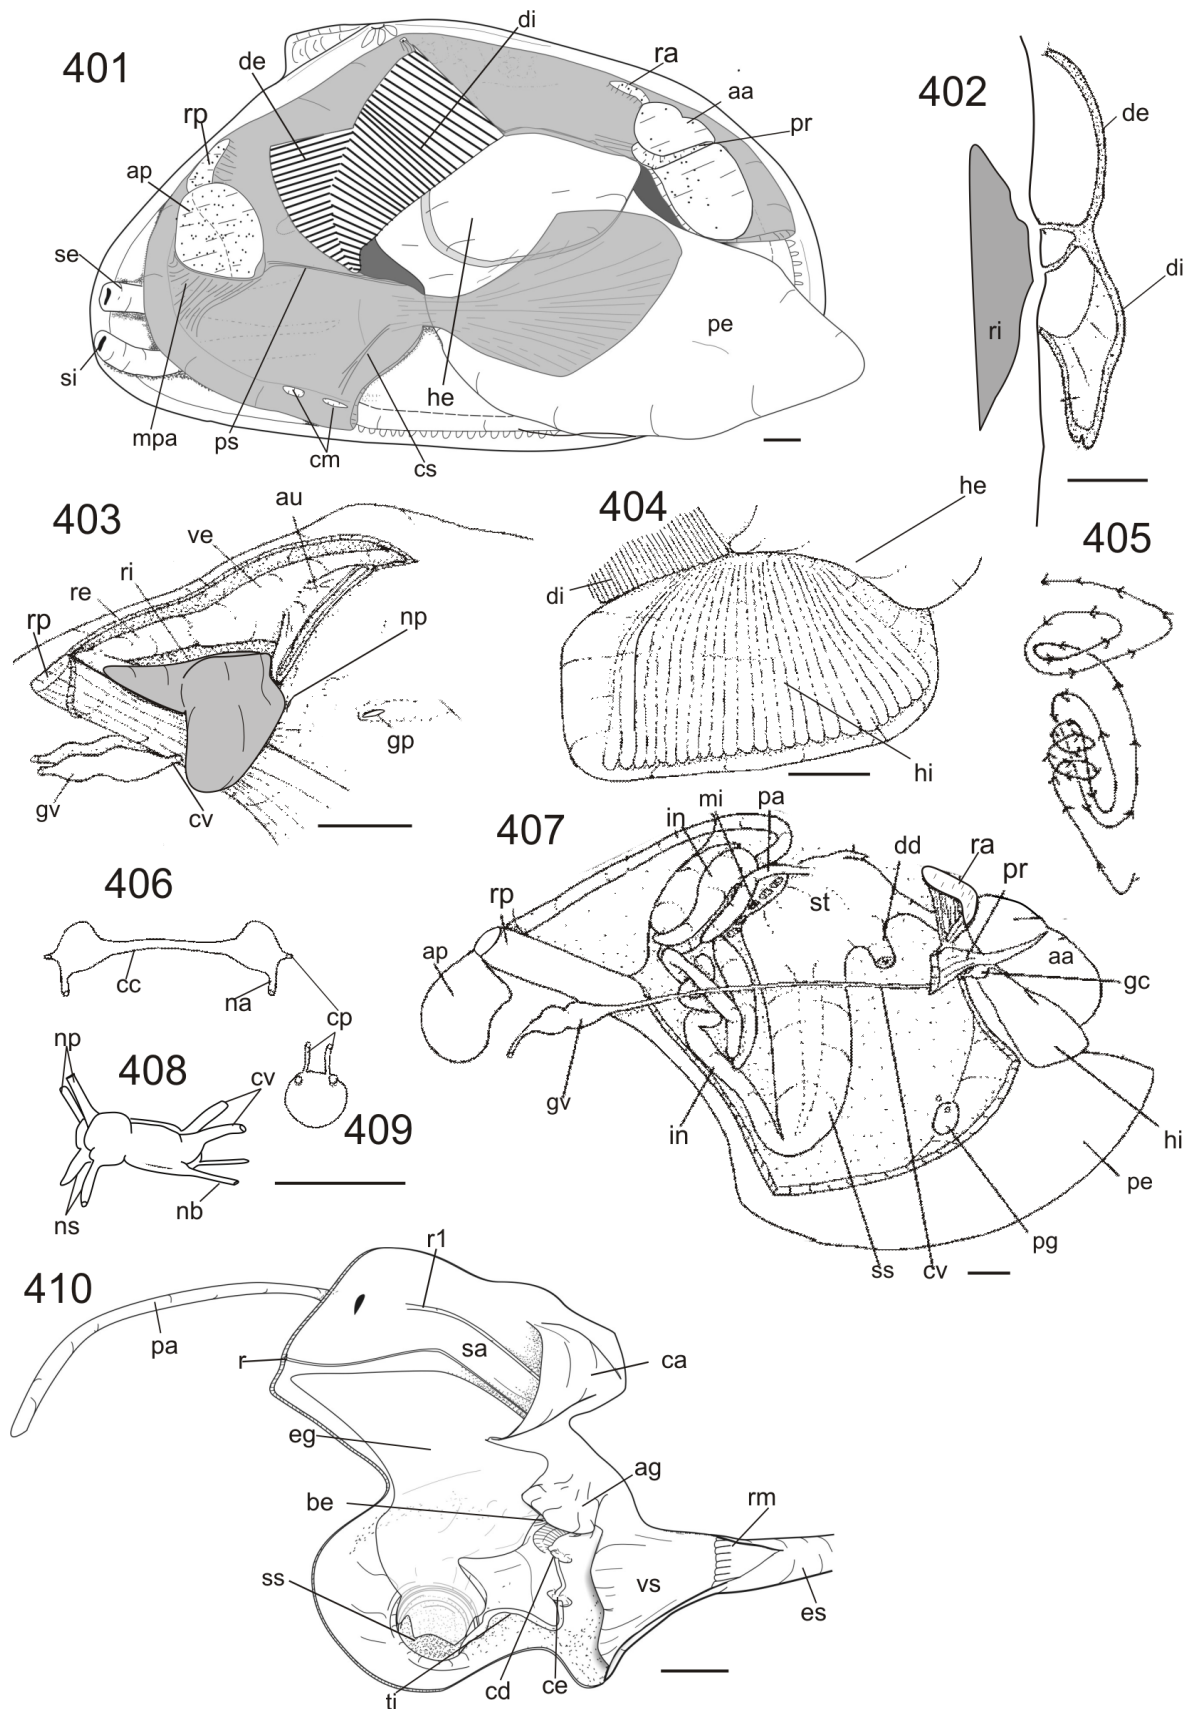 401
di
de
ra
aa
pr
rp
ap
se
si
mpa
ps
cm
cs
he
pe
402
de
di
ri
403
au
ve
ri
re
rp
np
gp
gv
cv
404
he
di
hi
405
406
cc
na
cp
407
in
mi
pa
dd
ra
pr
st
rp
ap
aa
gc
gv
in
hi
pe
pg
ss
cv
408
np
cv
ns
nb
409
410
r1
pa
r
sa
ca
eg
ag
be
rm
ss
vs
es
ti
cd
ce